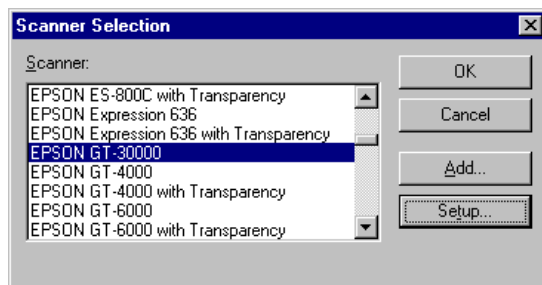 Scanner Selection
Scanner:
EPSON ES-800C with Transparency
EPSON Expression 636
EPSON Expression 636 with Transparency
EPSON GT-30000
EPSON GT-4000
EPSON GT-4000 with Transparency
EPSON GT-6000
EPSON GT-6000 with Transparency
OK
Cancel
Add...
Setup...